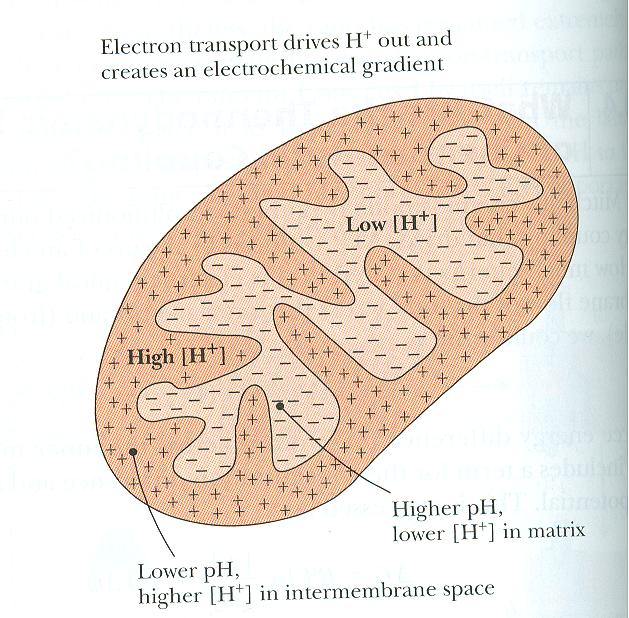 Electron transport drives H⁺ out and
creates an electrochemical gradient
Low [H⁺]
High [H⁺]
Higher pH,
lower [H⁺] in matrix
Lower pH,
higher [H⁺] in intermembrane space